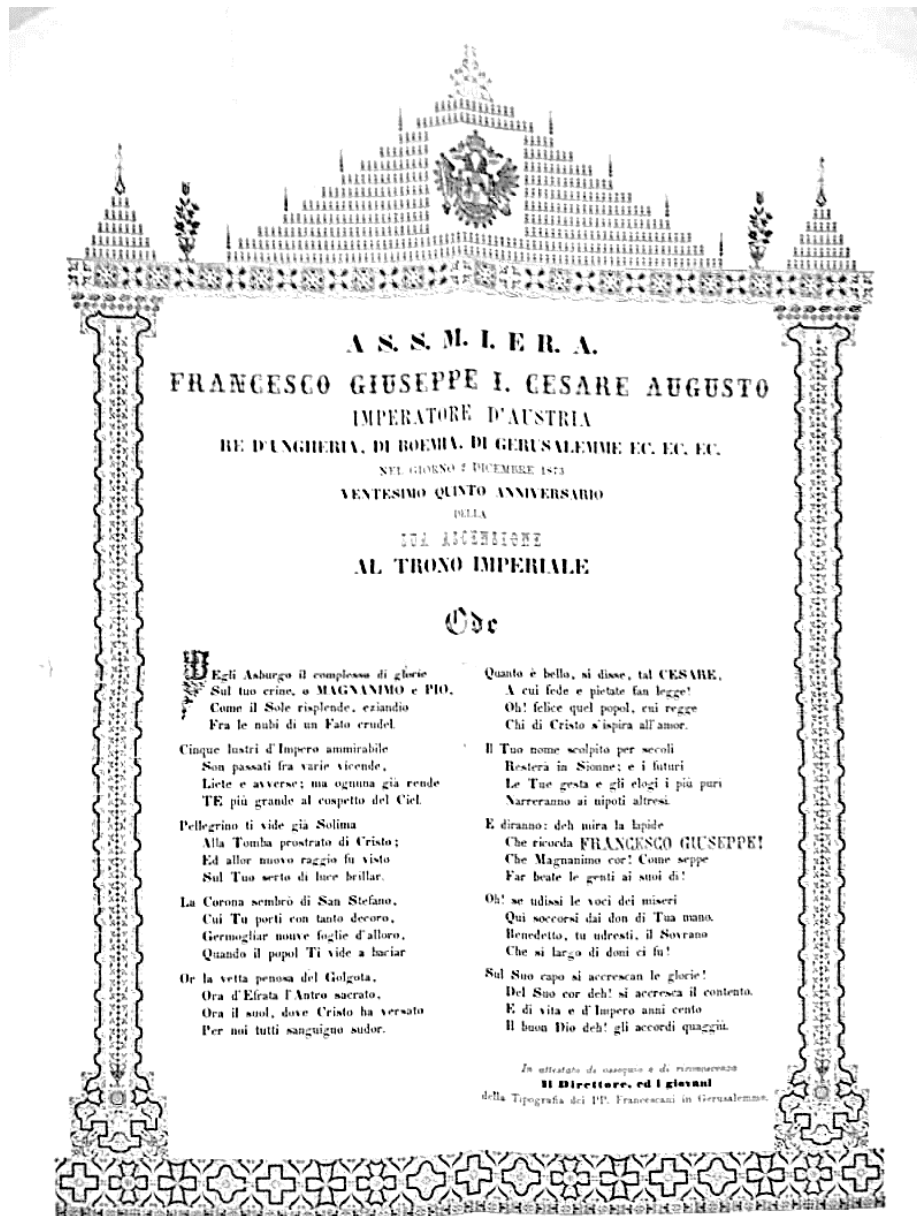 A S. S. M. I. E R. A.
FRANCESCO GIUSEPPE I. CESARE AUGUSTO
IMPERATORE D'AUSTRIA
RE D'UNGHERIA, DI BOEMIA, DI GERUSALEMME EC. EC. EC.
NEL GIORNO 2 DICEMBRE 1873
VENTESIMO QUINTO ANNIVERSARIO
DELLA
SUA ASCENSIONE
AL TRONO IMPERIALE
Ode
DEgli Asburgo il complesso di glorie
Sul tuo crine, o MAGNANIMO e PIO,
Come il Sole risplende, eziandio
Fra le nubi di un Fato crudel.
Cinque lustri d'Impero ammirabile
Son passati fra varie vicende,
Liete e avverse; ma ognuna già rende
TE più grande al cospetto del Ciel.
Pellegrino ti vide già Solima
Alla Tomba prostrato di Cristo;
Ed allor nuovo raggio fu visto
Sul Tuo serto di luce brillar.
La Corona sembrò di San Stefano,
Cui Tu porti con tanto decoro,
Germogliar nouve foglie d'alloro,
Quando il popol Ti vide a baciar
Or la vetta penosa del Golgota,
Ora d'Efrata l'Antro sacrato,
Ora il suol, dove Cristo ha versato
Per noi tutti sanguigno sudor.
Quanto è bello, si disse, tal CESARE,
A cui fede e pietate fan legge!
Oh! felice quel popol, cui regge
Chi di Cristo s'ispira all'amor.
Il Tuo nome scolpito per secoli
Resterà in Sionne; e i futuri
Le Tue gesta e gli elogi i più puri
Narreranno ai nipoti altresì.
E diranno: deh mira la lapide
Che ricorda FRANCESCO GIUSEPPE!
Che Magnanimo cor! Come seppe
Far beate le genti ai suoi dì!
Oh! se udissi le voci dei miseri
Qui soccorsi dai don di Tua mano,
Benedetto, tu udresti, il Sovrano
Che sì largo di doni ci fu!
Sul Suo capo si accrescan le glorie!
Del Suo cor deh! si accresca il contento.
E di vita e d'Impero anni cento
Il buon Dio deh! gli accordi quaggiù.
In attestato di ossequio e di riconoscenza
Il Direttore, ed i giovani
della Tipografia dei PP. Francescani in Gerusalemme.